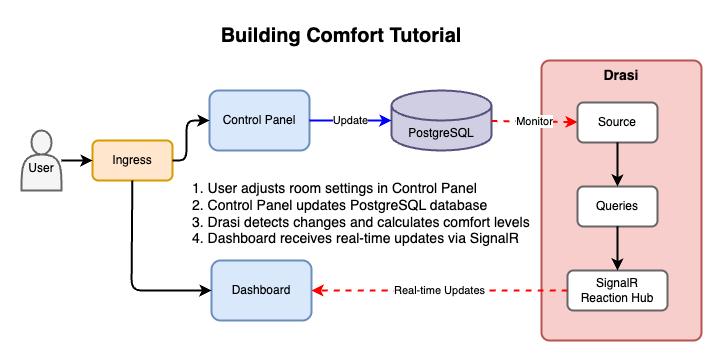 Building Comfort Tutorial
Drasi
Control Panel
Update
PostgreSQL
Monitor
Source
User
Ingress
1. User adjusts room settings in Control Panel
2. Control Panel updates PostgreSQL database
3. Drasi detects changes and calculates comfort levels
4. Dashboard receives real-time updates via SignalR
Queries
Dashboard
Real-time Updates
SignalR
Reaction Hub